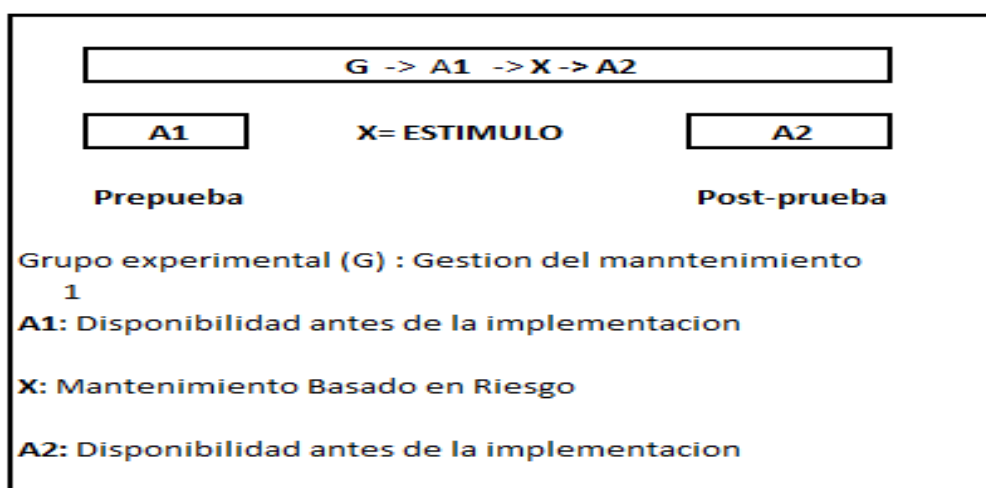 G -> A1 ->X-> A2
A1 X= ESTIMULO A2
Prepueba Post-prueba
Grupo experimental (G) : Gestion del manntenimiento
1
A1: Disponibilidad antes de la implementacion
X: Mantenimiento Basado en Riesgo
A2: Disponibilidad antes de la implementacion